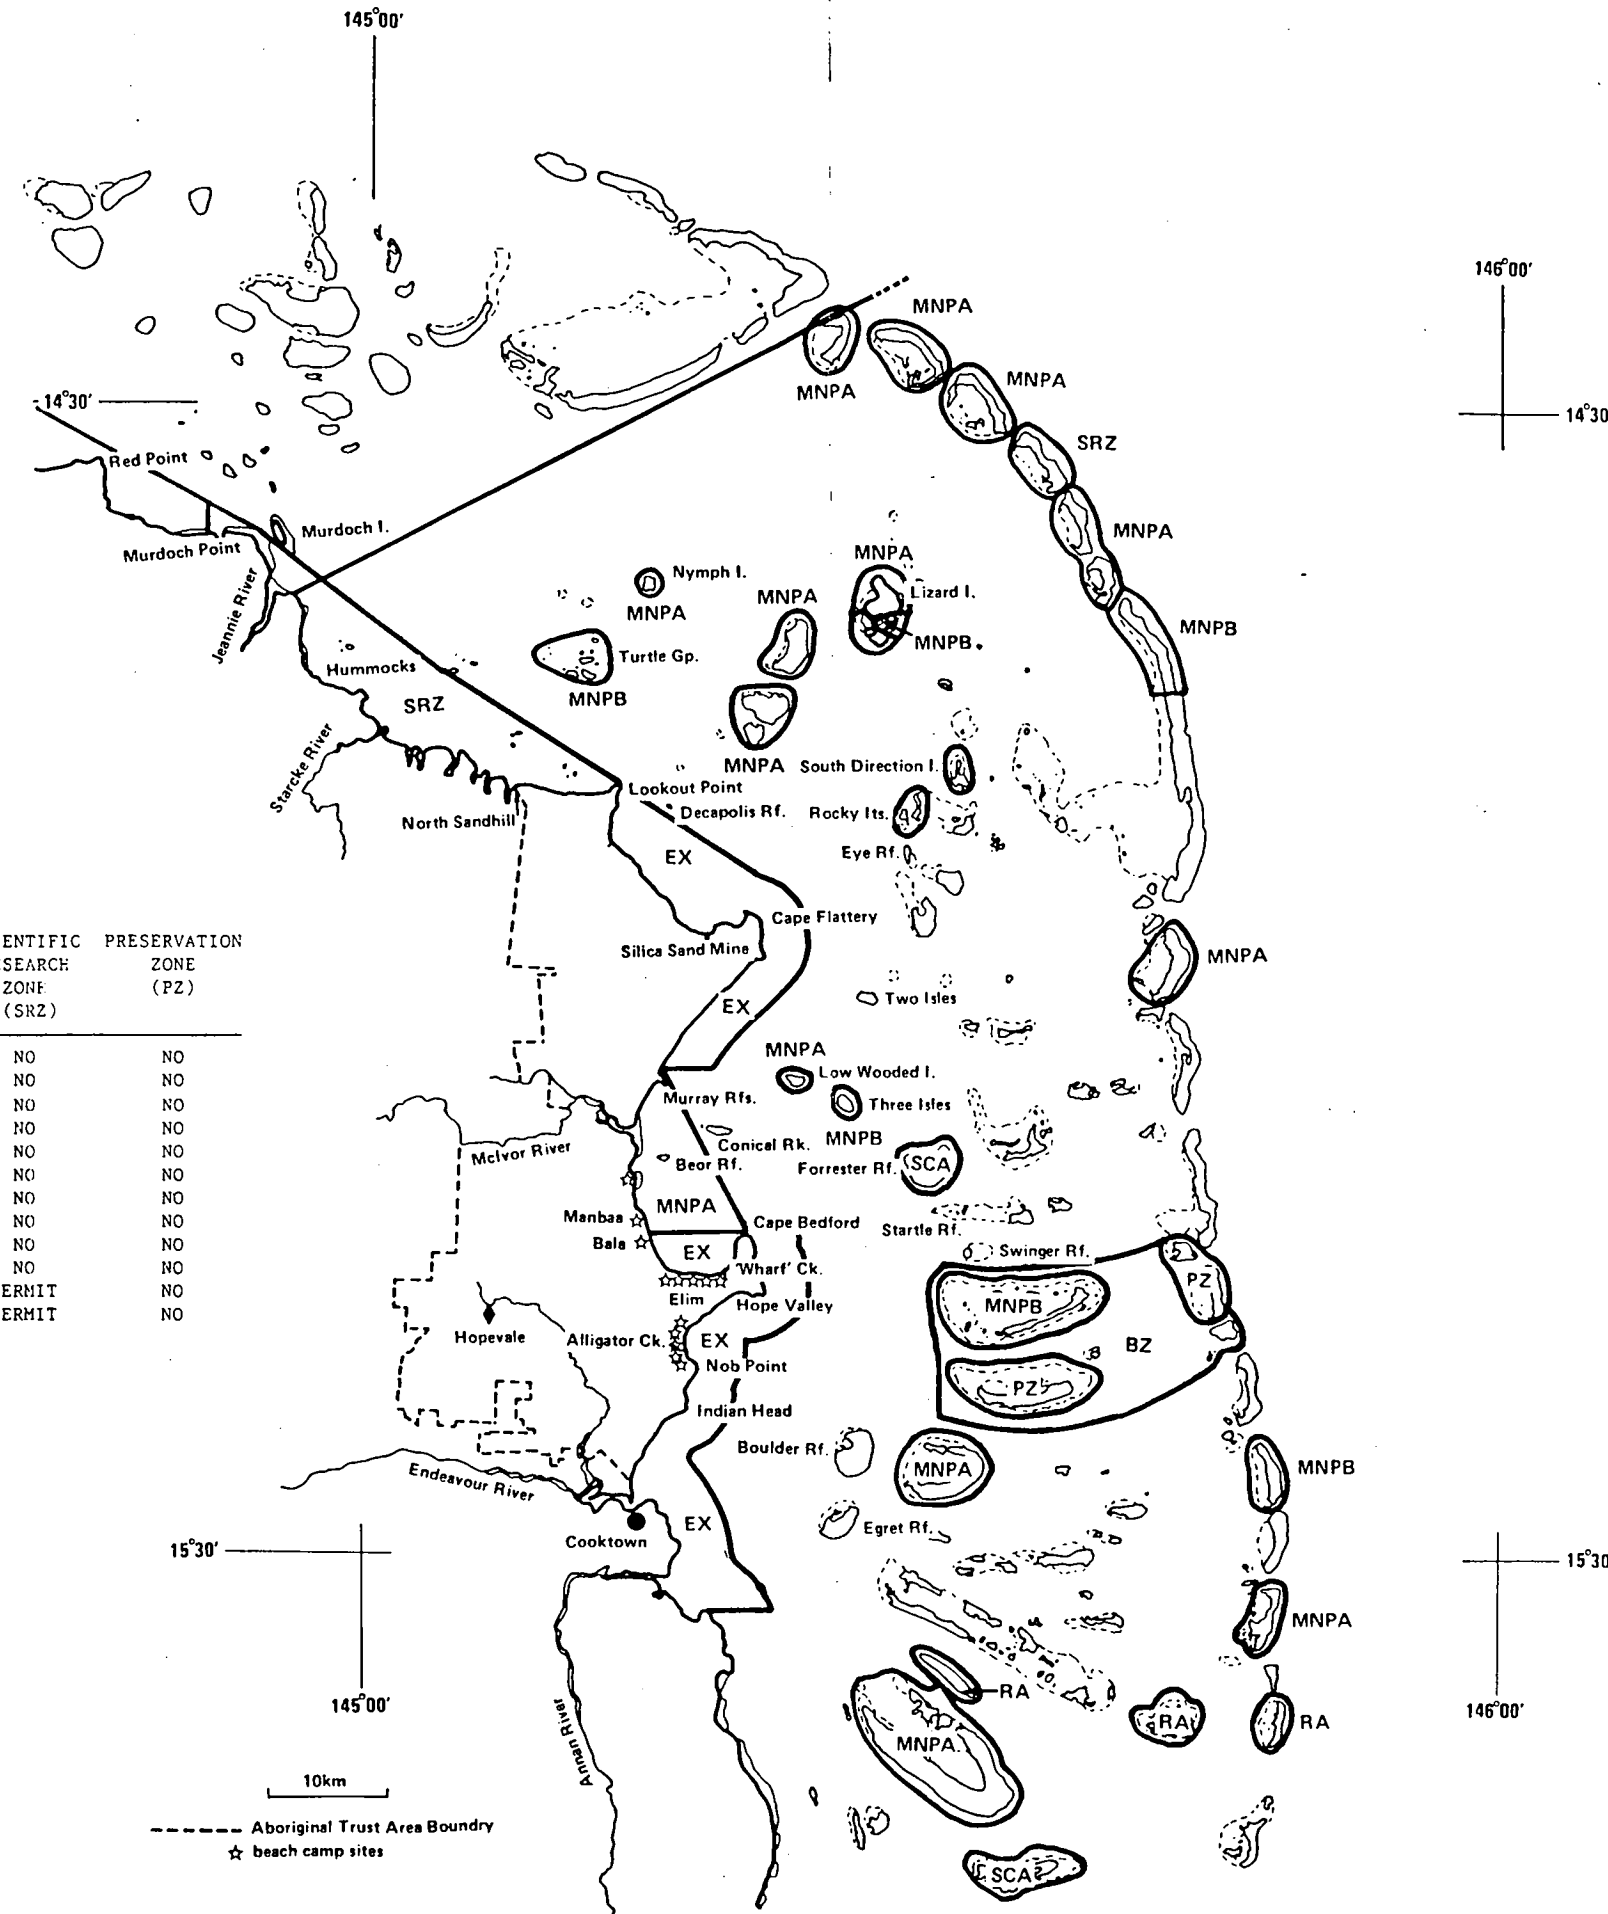 145°00'
146°00'
MNPA
MNPA
MNPA
14°30'
14°30
SRZ
Red Point
Murdoch I.
MNPA
Murdoch Point
MNPA
Nymph I.
Lizard I.
MNPA
MNPA
Jeannie River
MNPB
MNPB
Turtle Gp.
Hummocks
MNPB
SRZ
Starcke River
MNPA
South Direction I.
Lookout Point
Decapolis Rf.
Rocky Its.
North Sandhill
Eye Rf.
EX
Cape Flattery
Silica Sand Mine
MNPA
ENTIFIC PRESERVATION
SEARCH ZONE
ZONE (PZ)
(SRZ)
NO NO
NO NO
NO NO
NO NO
NO NO
NO NO
NO NO
NO NO
NO NO
NO NO
ERMIT NO
ERMIT NO
Two Isles
EX
MNPA
Low Wooded I.
Murray Rfs.
Three Isles
McIvor River
Conical Rk.
MNPB
Beor Rf.
Forrester Rf.
SCA
MNPA
Manbaa
Cape Bedford
Startle Rf.
Bala
EX
Swinger Rf.
'Wharf' Ck.
PZ
Elim
Hope Valley
MNPB
Hopevale
Alligator Ck.
EX
BZ
Nob Point
PZ
Indian Head
Boulder Rf.
MNPA
MNPB
Endeavour River
EX
Egret Rf.
Cooktown
15°30'
15°30
MNPA
RA
RA
RA
145°00'
146°00'
Annan River
MNPA
10km
Aboriginal Trust Area Boundry
beach camp sites
SCA